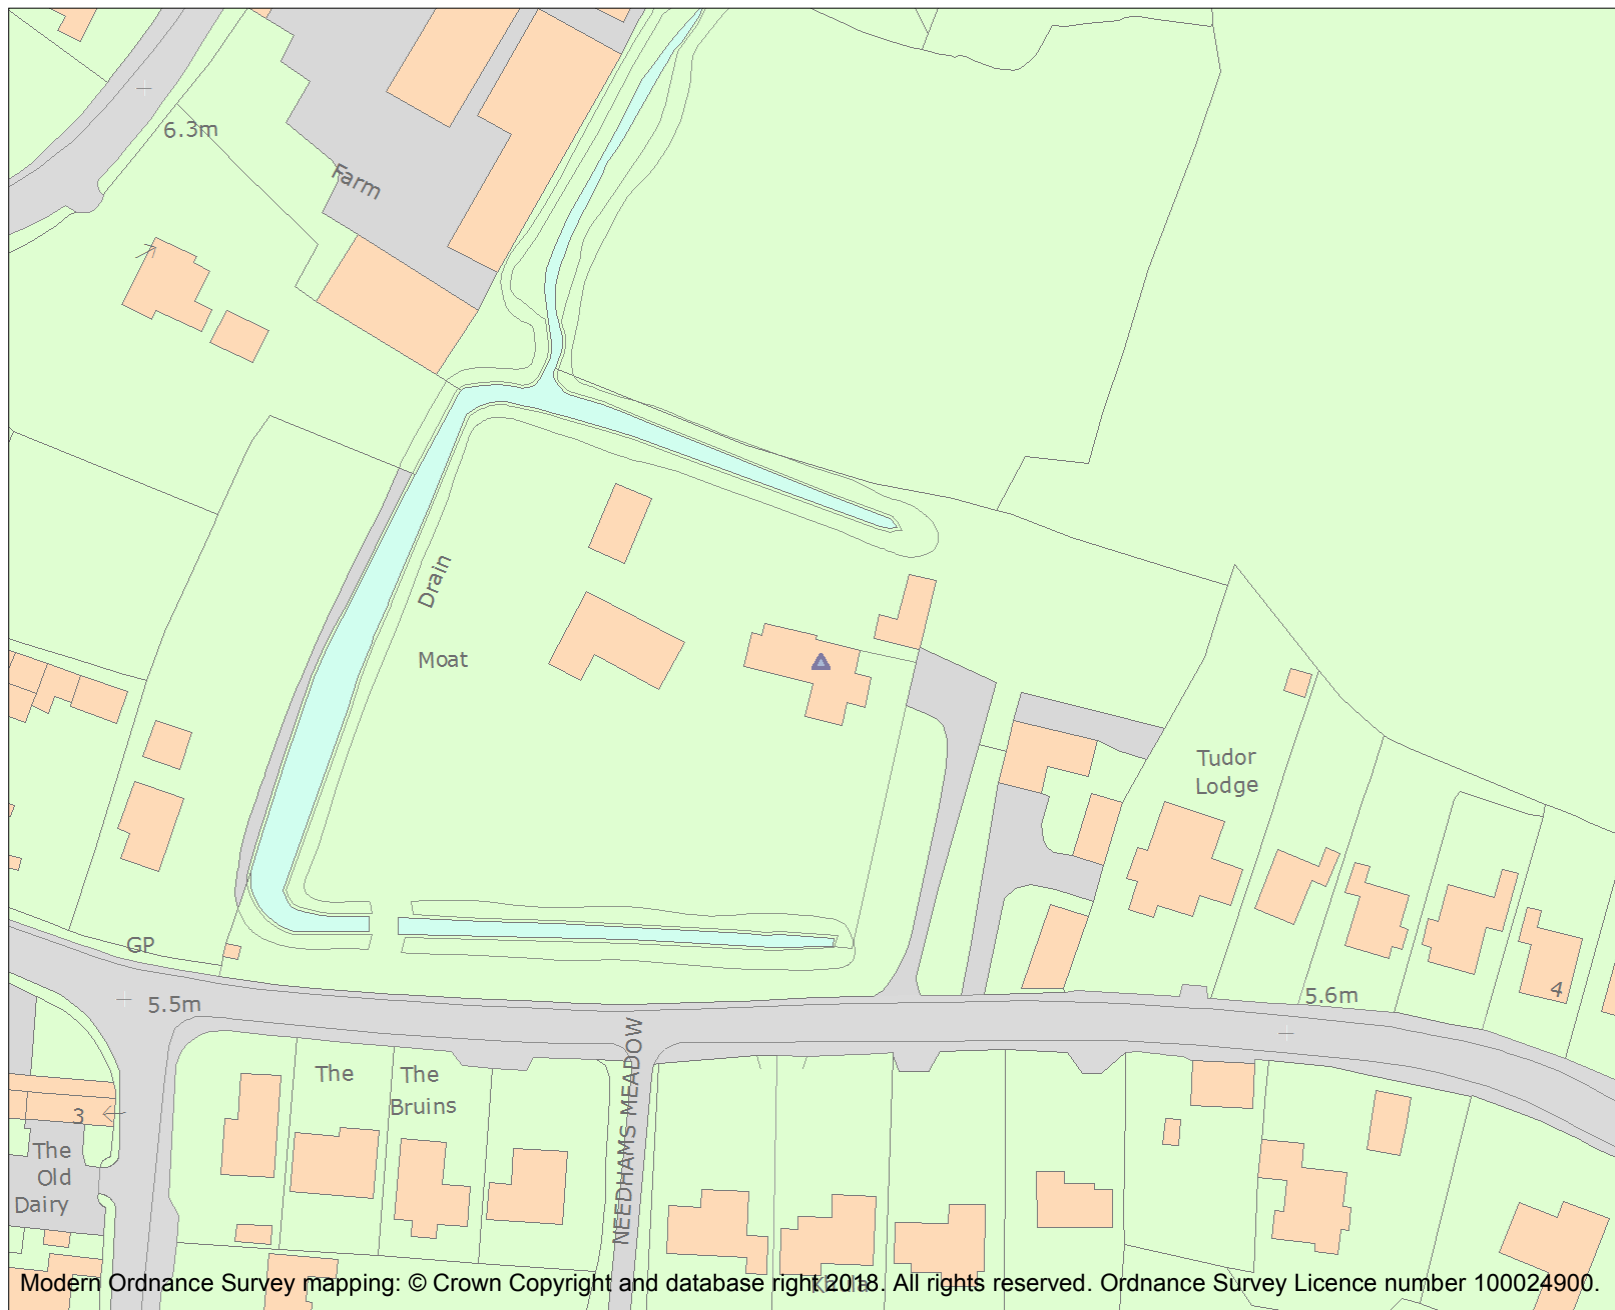 6.3m
Farm
Drain
Moat
Tudor
Lodge
GP
5.5m
5.6m
4
NEEDHAMS MEADOW
The
The
Bruins
3
The
Old
Dairy
Modern Ordnance Survey mapping: © Crown Copyright and database right 2018. All rights reserved. Ordnance Survey Licence number 100024900.